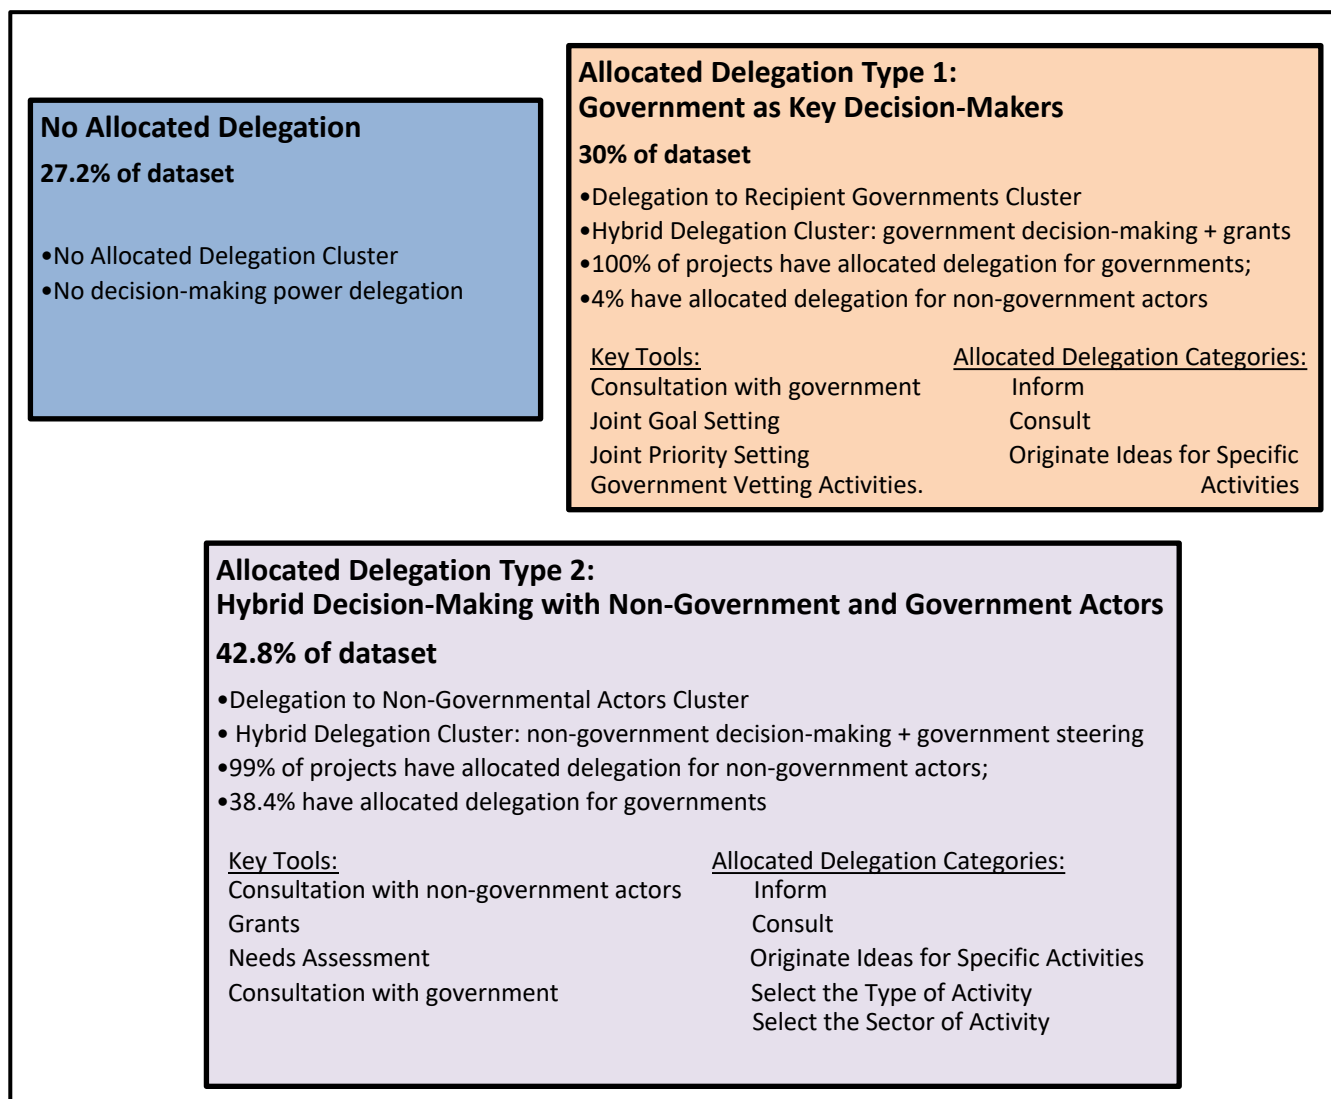 No Allocated Delegation
27.2% of dataset
•No Allocated Delegation Cluster
•No decision-making power delegation
Allocated Delegation Type 1:
Government as Key Decision-Makers
30% of dataset
•Delegation to Recipient Governments Cluster
•Hybrid Delegation Cluster: government decision-making + grants
•100% of projects have allocated delegation for governments;
•4% have allocated delegation for non-government actors
Key Tools:
Consultation with government
Joint Goal Setting
Joint Priority Setting
Government Vetting Activities.
Allocated Delegation Categories:
Inform
Consult
Originate Ideas for Specific
Activities
Allocated Delegation Type 2:
Hybrid Decision-Making with Non-Government and Government Actors
42.8% of dataset
•Delegation to Non-Governmental Actors Cluster
• Hybrid Delegation Cluster: non-government decision-making + government steering
•99% of projects have allocated delegation for non-government actors;
•38.4% have allocated delegation for governments
Key Tools:
Consultation with non-government actors
Grants
Needs Assessment
Consultation with government
Allocated Delegation Categories:
Inform
Consult
Originate Ideas for Specific Activities
Select the Type of Activity
Select the Sector of Activity